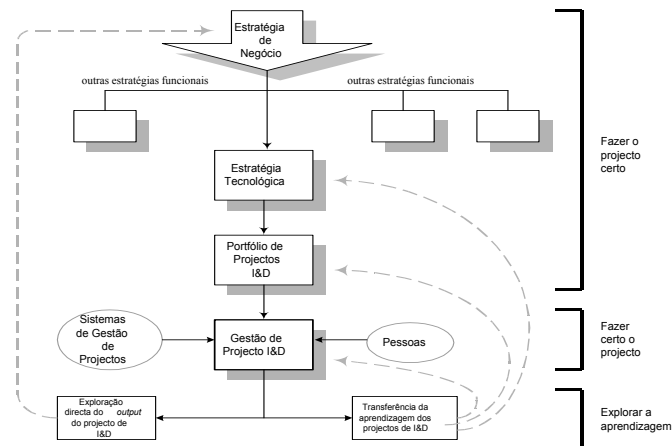 Estratégia
de
Negócio
outras estratégias funcionais
outras estratégias funcionais
Fazer o
projecto
certo
Estratégia
Tecnológica
Portfólio de
Projectos
I&D
Sistemas
de Gestão
de
Projectos
Gestão de
Projecto I&D
Pessoas
Fazer
certo o
projecto
Exploração
directa do output
do projecto de
I&D
Transferência da
aprendizagem dos
projectos de I&D
Explorar a
aprendizagem